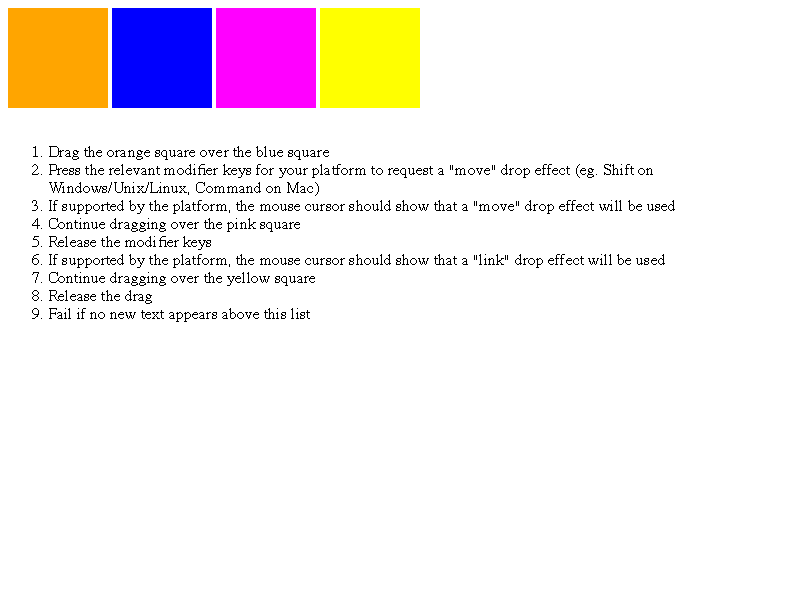 1. Drag the orange square over the blue square
2. Press the relevant modifier keys for your platform to request a "move" drop effect (eg. Shift on
Windows/Unix/Linux, Command on Mac)
3. If supported by the platform, the mouse cursor should show that a "move" drop effect will be used
4. Continue dragging over the pink square
5. Release the modifier keys
6. If supported by the platform, the mouse cursor should show that a "link" drop effect will be used
7. Continue dragging over the yellow square
8. Release the drag
9. Fail if no new text appears above this list